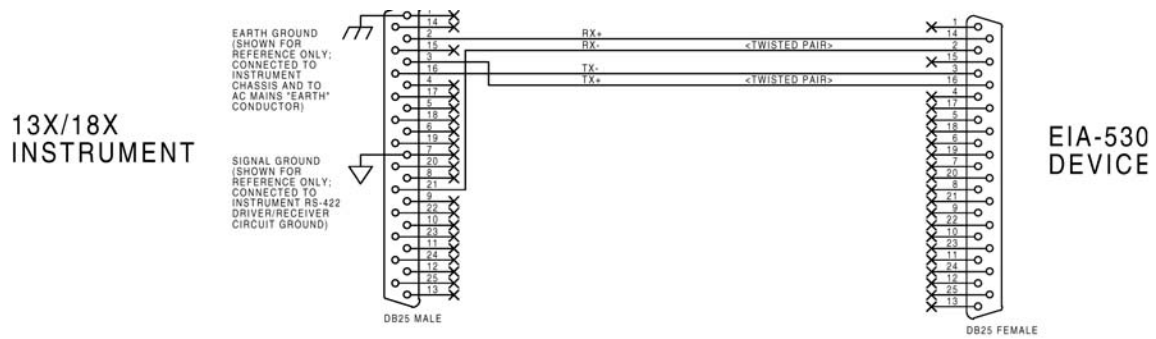 13X/18X
INSTRUMENT
EARTH GROUND
(SHOWN FOR
REFERENCE ONLY;
CONNECTED TO
INSTRUMENT
CHASSIS AND TO
AC MAINS "EARTH"
CONDUCTOR)
SIGNAL GROUND
(SHOWN FOR
REFERENCE ONLY;
CONNECTED TO
INSTRUMENT RS-422
DRIVER/RECEIVER
CIRCUIT GROUND)
14
2
15
3
16
4
17
5
18
6
19
7
20
8
21
9
22
10
23
11
24
12
25
13
DB25 MALE
RX+
RX- <TWISTED PAIR>
TX-
TX+ <TWISTED PAIR>
1
14
2
15
3
16
4
17
5
18
6
19
7
20
8
21
9
22
10
23
11
24
12
25
13
DB25 FEMALE
EIA-530
DEVICE